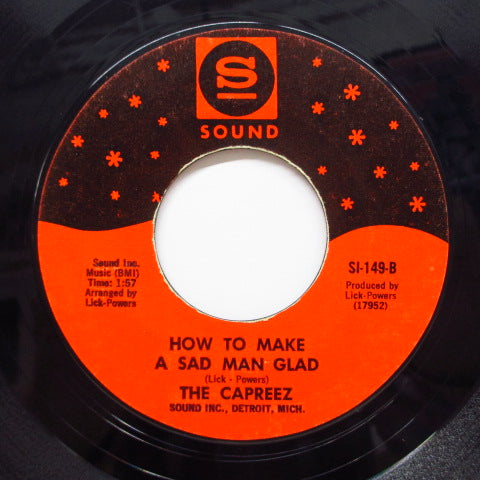 S
SOUND
Sound Inc.
Music (BMI)
Time: 1:57
Arranged by
Lick-Powers
SI-149-B
Produced by
Lick-Powers
(17952)
HOW TO MAKE
A SAD MAN GLAD
(Lick - Powers)
THE CAPREEZ
SOUND INC., DETROIT, MICH.